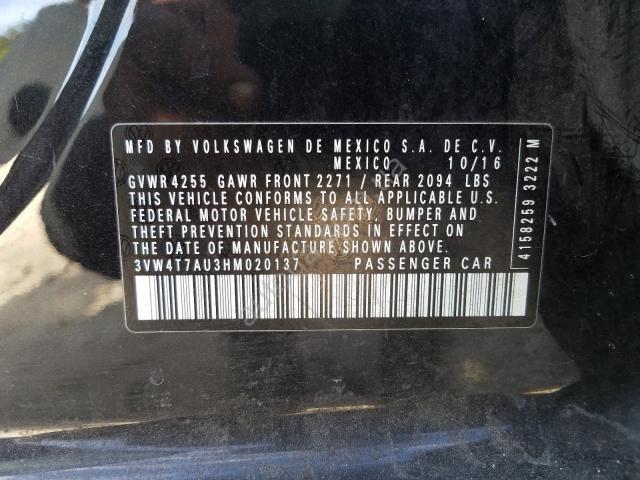 MFD BY VOLKSWAGEN DE MEXICO S.A. DE C.V.
MEXICO 10/16
GVWR 4255 GAWR FRONT 2271 / REAR 2094 LBS
THIS VEHICLE CONFORMS TO ALL APPLICABLE U.S.
FEDERAL MOTOR VEHICLE SAFETY, BUMPER AND
THEFT PREVENTION STANDARDS IN EFFECT ON
THE DATE OF MANUFACTURE SHOWN ABOVE.
3VW4T7AU3HM020137 PASSENGER CAR
4158259 3222 M